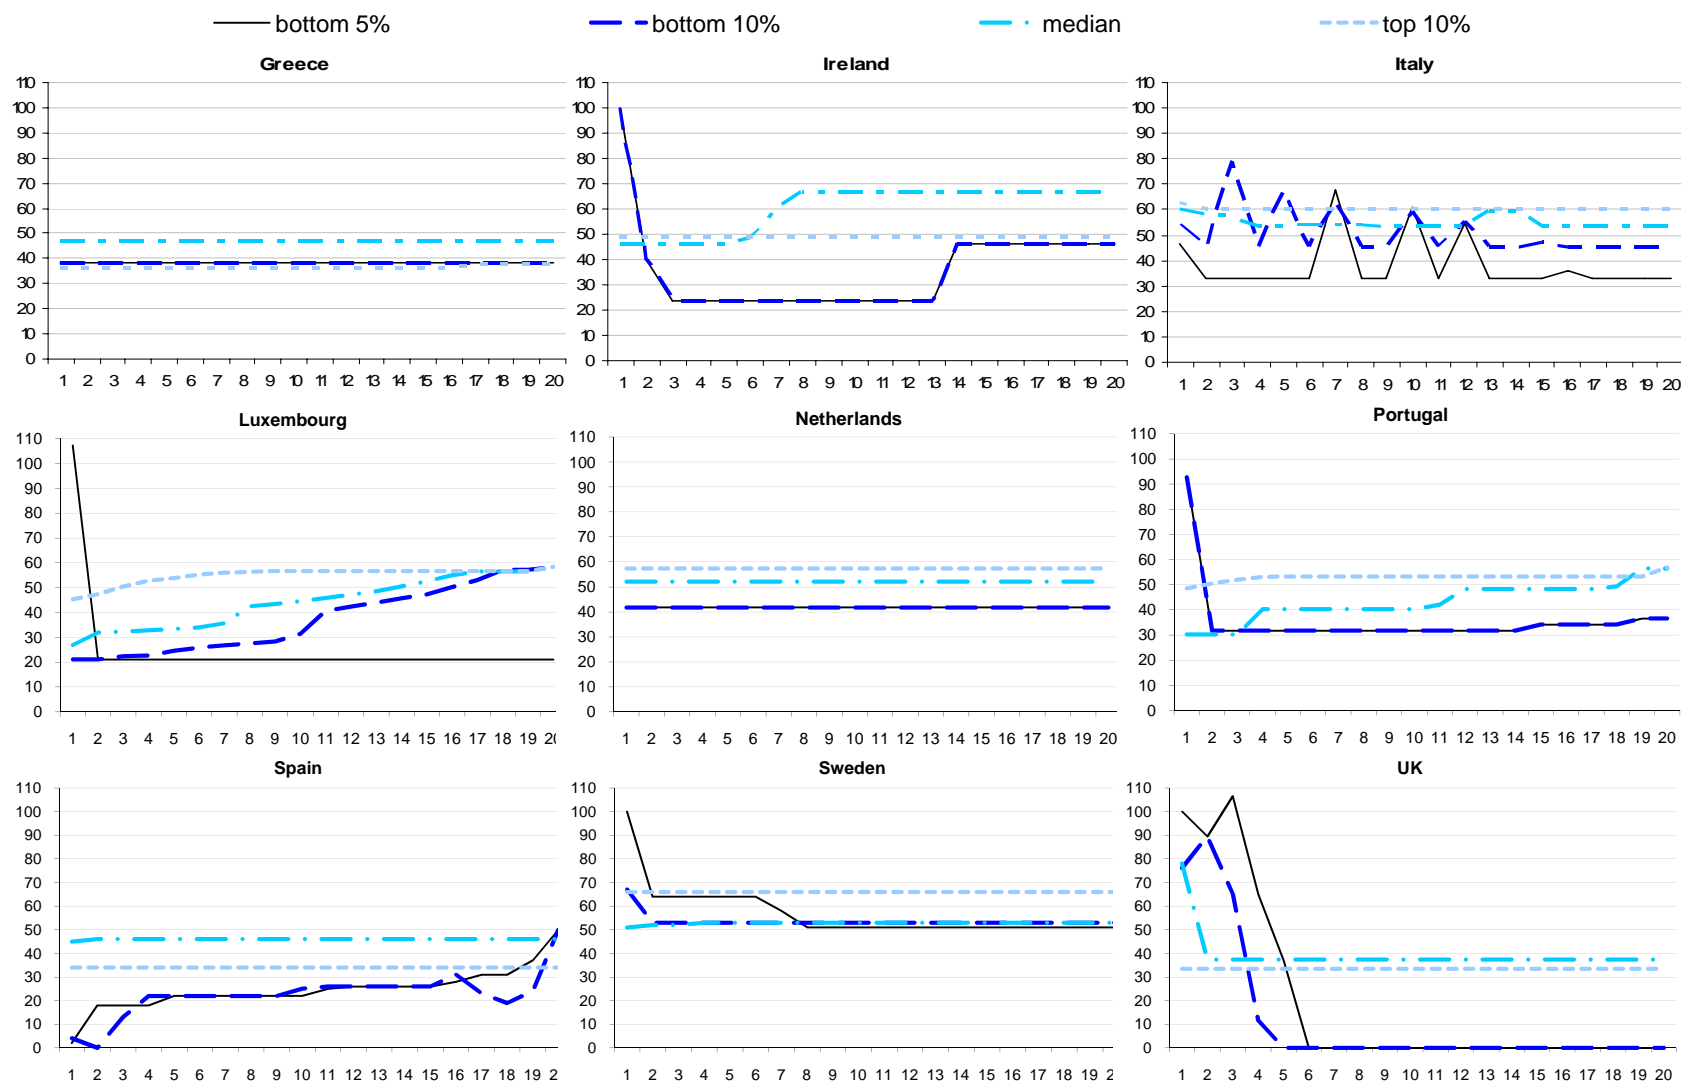 bottom 5% bottom 10% median top 10%
Greece Ireland Italy
110 110 110
100 100 100
90 90 90
80 80 80
70 70 70
60 60 60
50 50 50
40 40 40
30 30 30
20 20 20
10 10 10
0 0 0
1 2 3 4 5 6 7 8 9 10 11 12 13 14 15 16 17 18 19 20 1 2 3 4 5 6 7 8 9 10 11 12 13 14 15 16 17 18 19 20 1 2 3 4 5 6 7 8 9 10 11 12 13 14 15 16 17 18 19 20
Luxembourg Netherlands Portugal
110 110 110
100 100 100
90 90 90
80 80 80
70 70 70
60 60 60
50 50 50
40 40 40
30 30 30
20 20 20
10 10 10
0 0 0
1 2 3 4 5 6 7 8 9 10 11 12 13 14 15 16 17 18 19 20 1 2 3 4 5 6 7 8 9 10 11 12 13 14 15 16 17 18 19 20 1 2 3 4 5 6 7 8 9 10 11 12 13 14 15 16 17 18 19 20
Spain Sweden UK
110 110 110
100 100 100
90 90 90
80 80 80
70 70 70
60 60 60
50 50 50
40 40 40
30 30 30
20 20 20
10 10 10
0 0 0
1 2 3 4 5 6 7 8 9 10 11 12 13 14 15 16 17 18 19 2 1 2 3 4 5 6 7 8 9 10 11 12 13 14 15 16 17 18 19 2 1 2 3 4 5 6 7 8 9 10 11 12 13 14 15 16 17 18 19 20